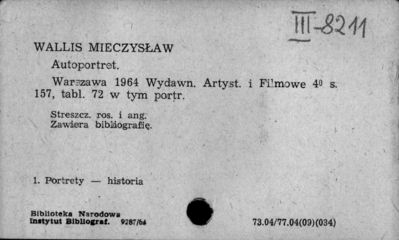 III-8211
WALLIS MIECZYSŁAW
Autoportret.
Warszawa 1964 Wydawn. Artyst. i Filmowe 4⁰ s.
157, tabl. 72 w tym portr.
Streszcz. ros. i ang.
Zawiera bibliografię.
1. Portrety — historia
Biblioteka Narodowa
Instytut Bibliograf. 9287/64
73.04/77.04(09)(034)